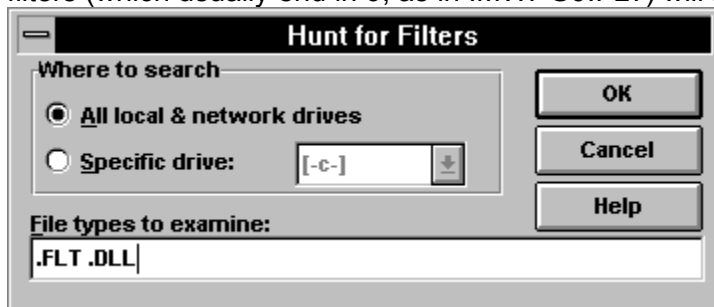 Hunt for Filters
Where to search
All local & network drives
Specific drive:
[-c-]
OK
Cancel
Help
File types to examine:
.FLT .DLL